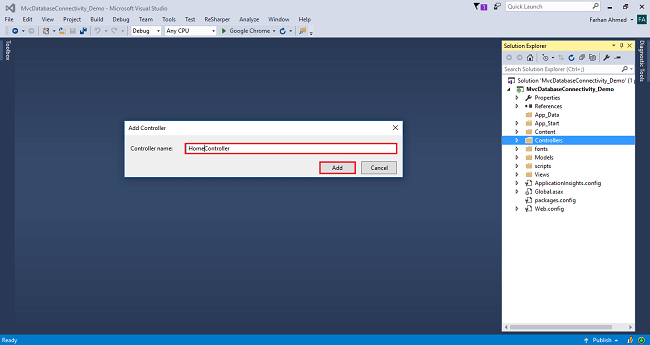 MvcDatabaseConnectivity_Demo - Microsoft Visual Studio
1
Quick Launch (Ctrl+Q)
File Edit View Project Build Debug Team Tools Test ReSharper Analyze Window Help
Farhan Ahmed FA
Debug Any CPU Google Chrome
Toolbox
Solution Explorer
Search Solution Explorer (Ctrl+;)
Solution 'MvcDatabaseConnectivity_Demo' (1 p
MvcDatabaseConnectivity_Demo
Properties
References
App_Data
App_Start
Content
Controllers
fonts
Models
scripts
Views
ApplicationInsights.config
Global.asax
packages.config
Web.config
Diagnostic Tools
Add Controller
Controller name: HomeController
Add Cancel
Ready
Publish